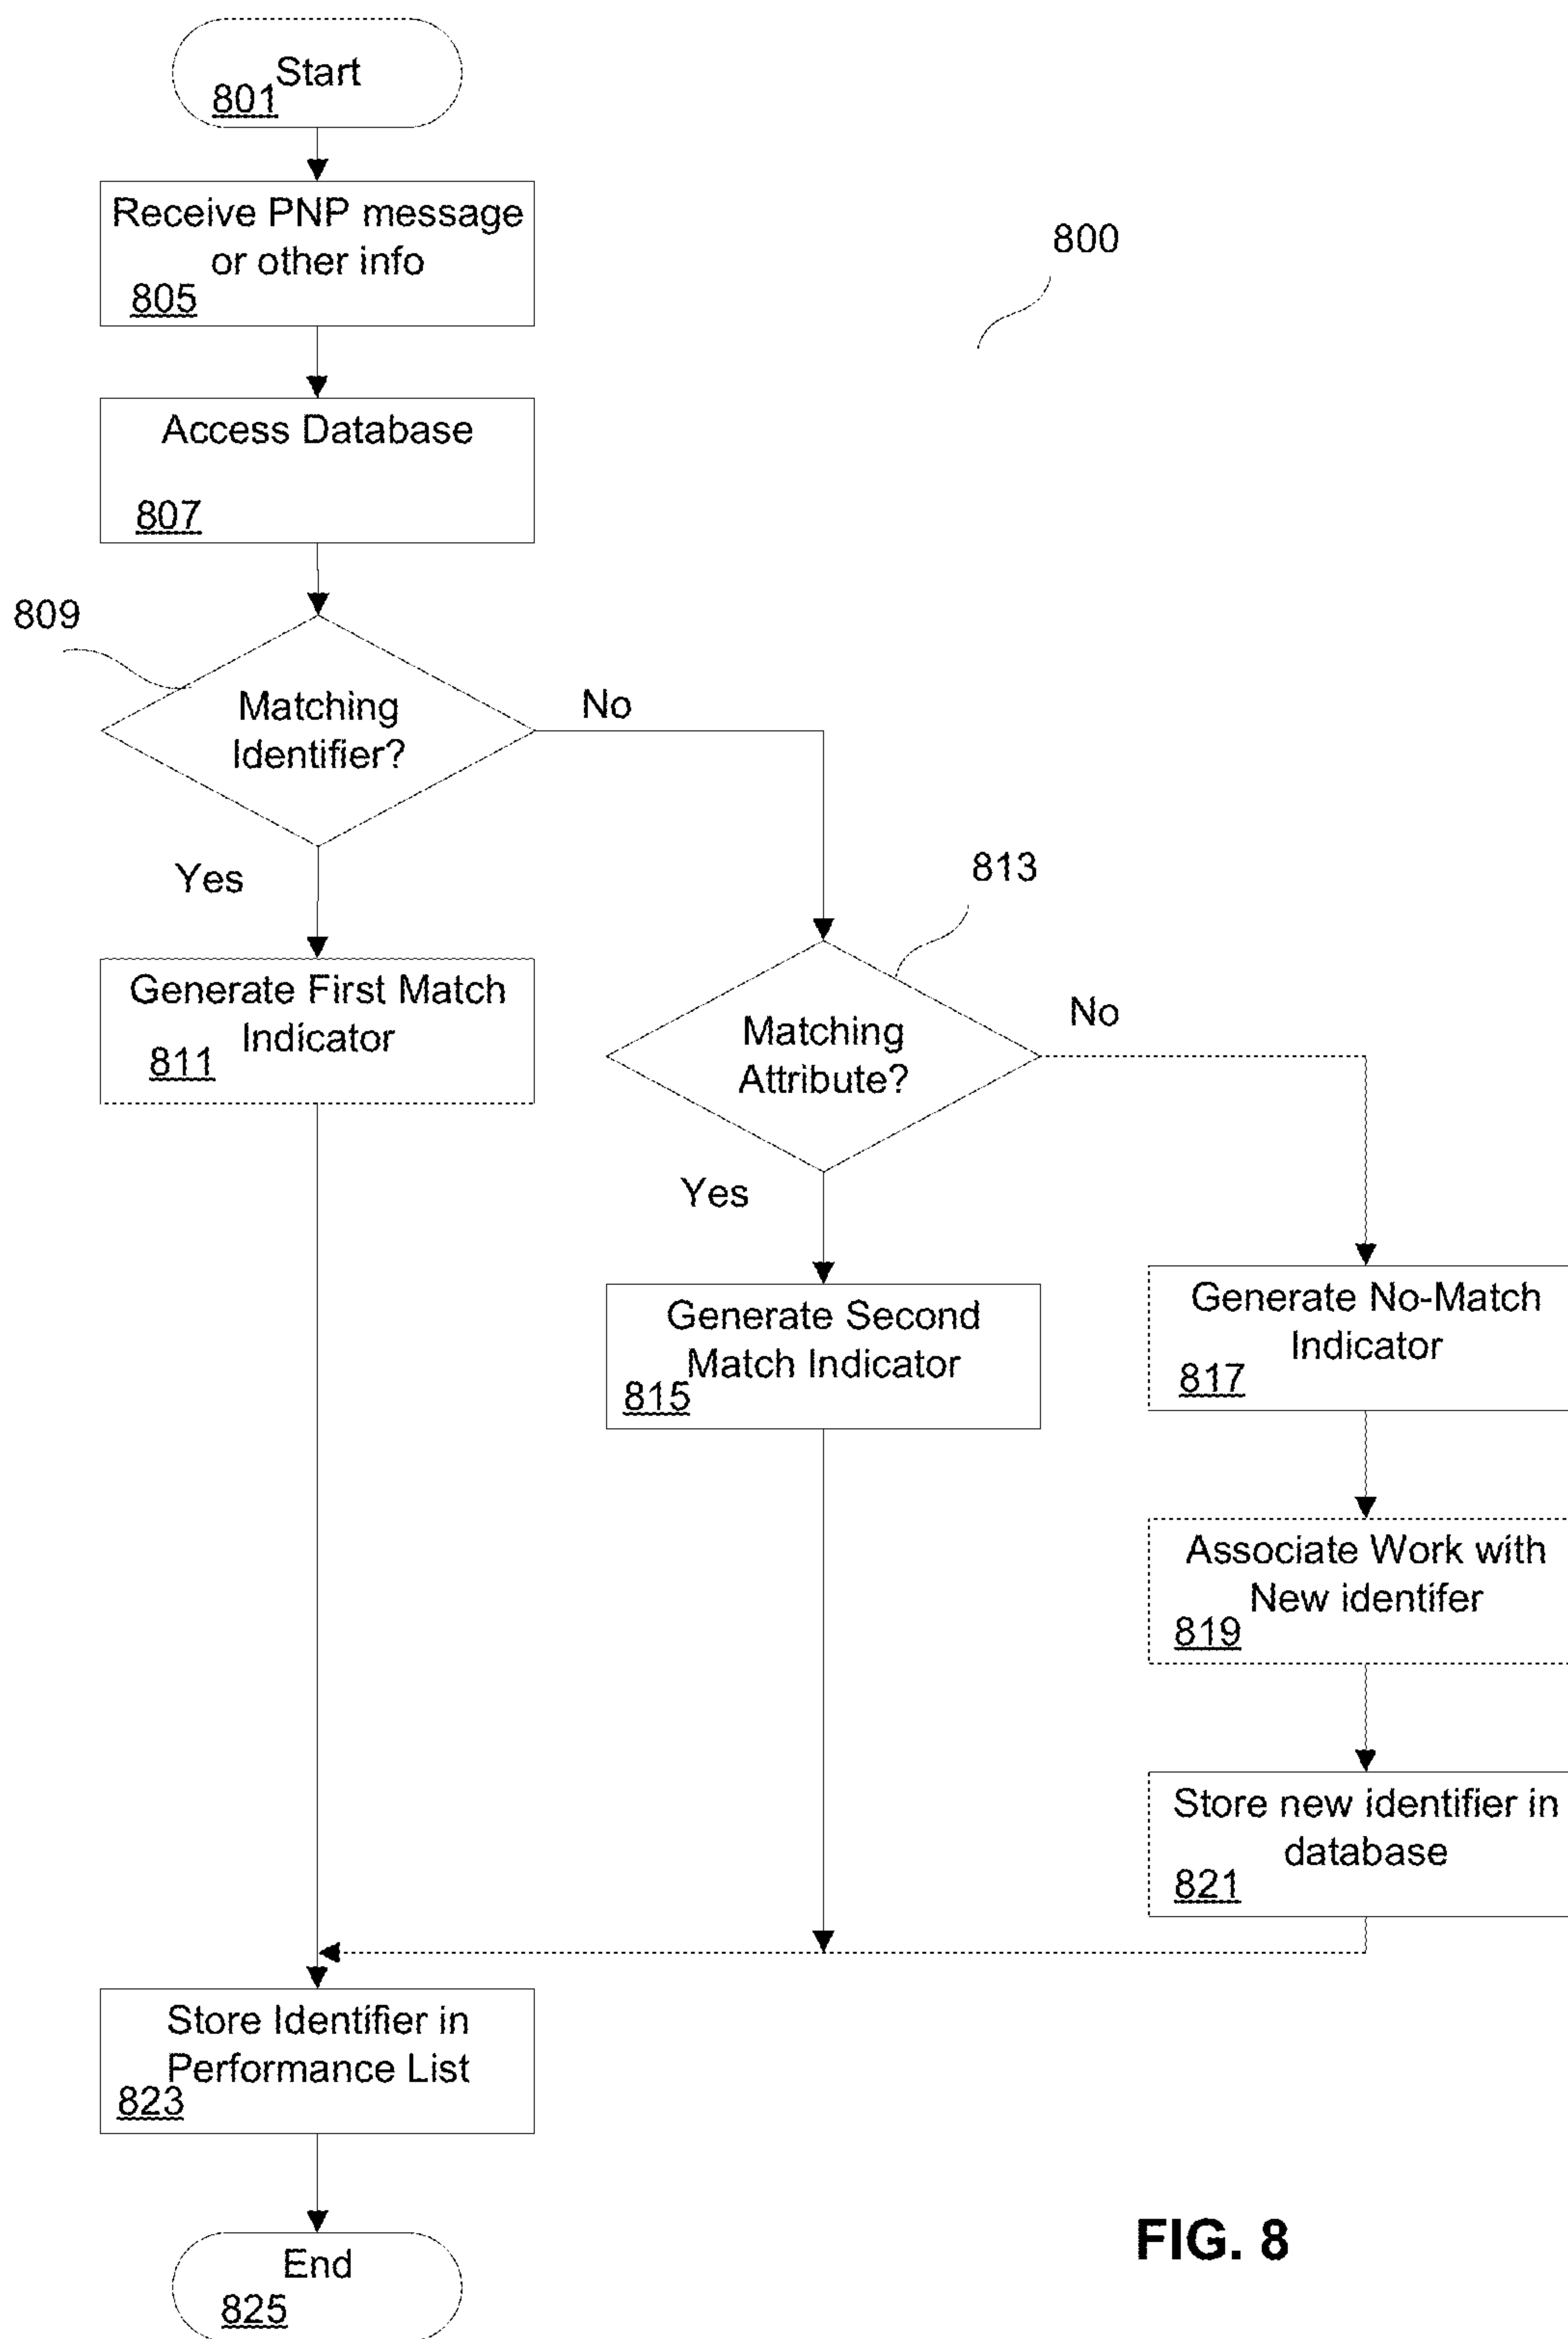 Start
801
Receive PNP message
or other info
805
800
Access Database
807
809
Matching
Identifier?
No
Yes
813
Generate First Match
Indicator
811
Matching
Attribute?
No
Yes
Generate Second
Match Indicator
815
Generate No-Match
Indicator
817
Associate Work with
New identifer
819
Store new identifier in
database
821
Store Identifier in
Performance List
823
End
825
FIG. 8